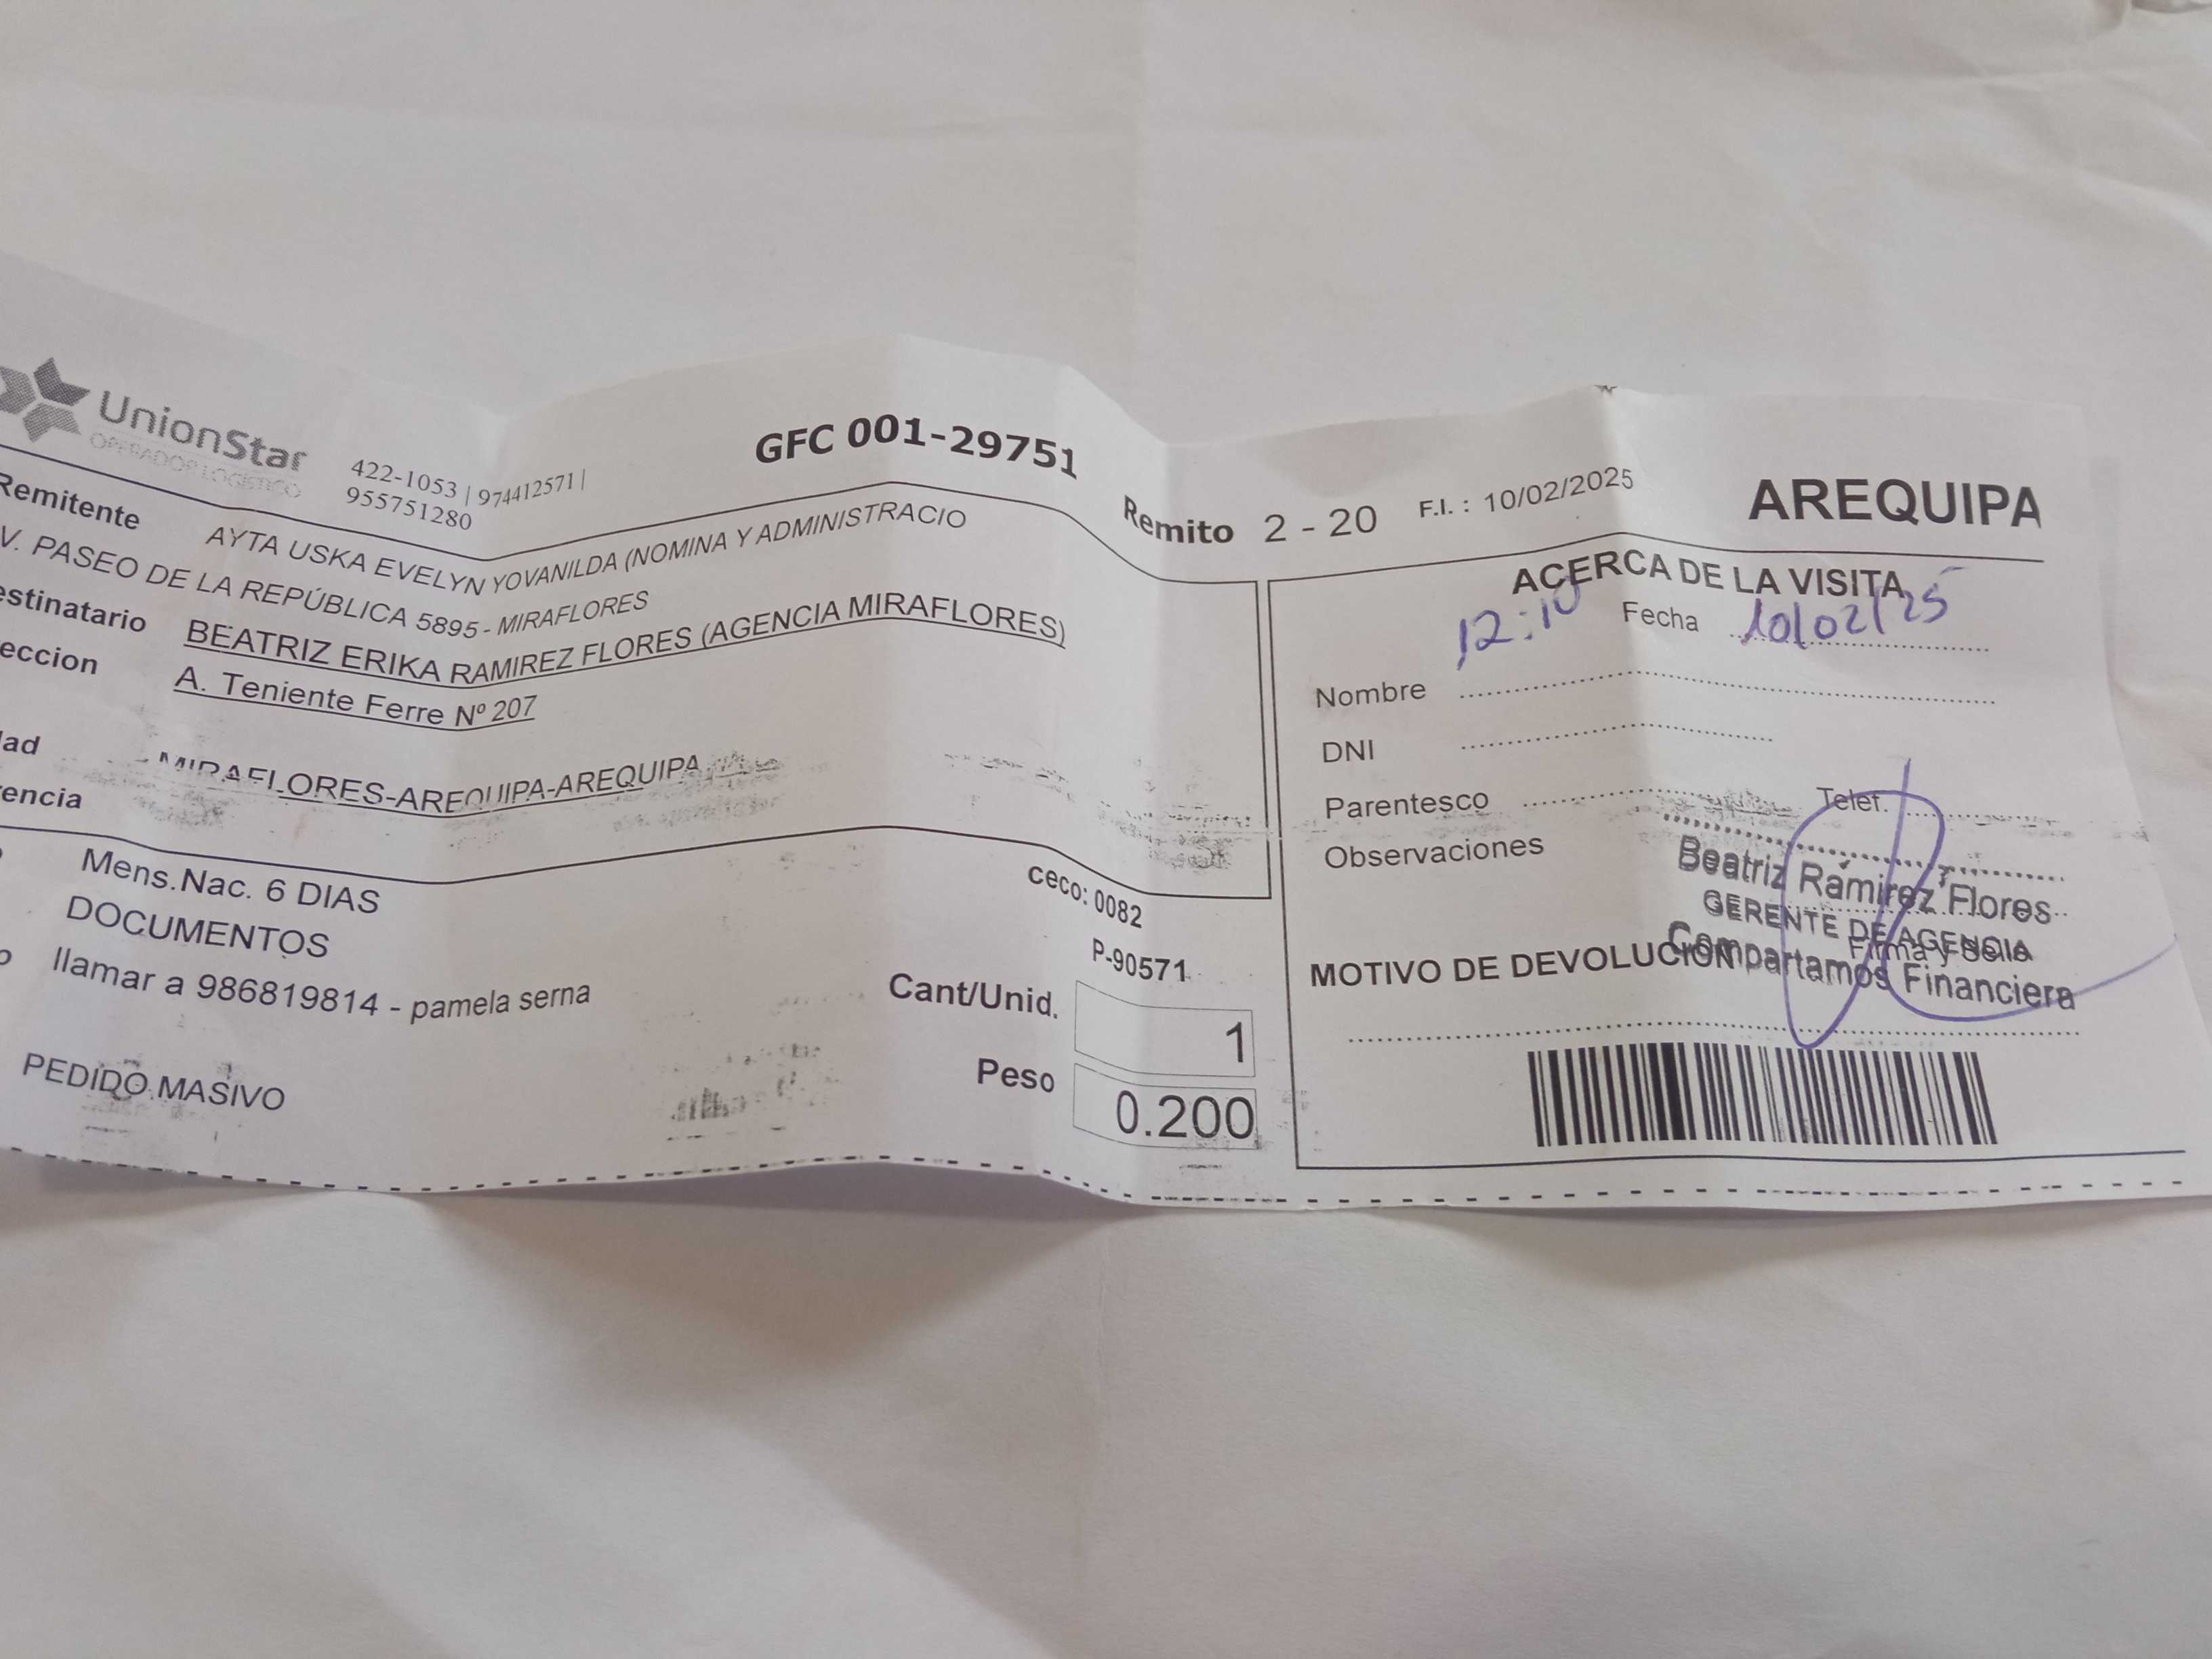 UnionStar
OPERADOR LOGISTICO
422-1053 | 974412571 |
955751280
GFC 001-29751
Remito 2 - 20 F.I. : 10/02/2025
AREQUIPA
Remitente AYTA USKA EVELYN YOVANILDA (NOMINA Y ADMINISTRACIO
V. PASEO DE LA REPÚBLICA 5895 - MIRAFLORES
estinatario BEATRIZ ERIKA RAMIREZ FLORES (AGENCIA MIRAFLORES)
eccion A. Teniente Ferre Nº 207
dad MIRAFLORES-AREQUIPA-AREQUIPA
rencia
Mens.Nac. 6 DIAS
DOCUMENTOS
llamar a 986819814 - pamela serna
PEDIDO MASIVO
ceco: 0082
P-90571
Cant/Unid. 1
Peso 0.200
ACERCA DE LA VISITA
12:10 Fecha 10/02/25
Nombre
DNI
Parentesco Telef.
Observaciones
Beatriz Ramirez Flores
GERENTE DE AGENCIA
Firma y Sello
Compartamos Financiera
MOTIVO DE DEVOLUCION